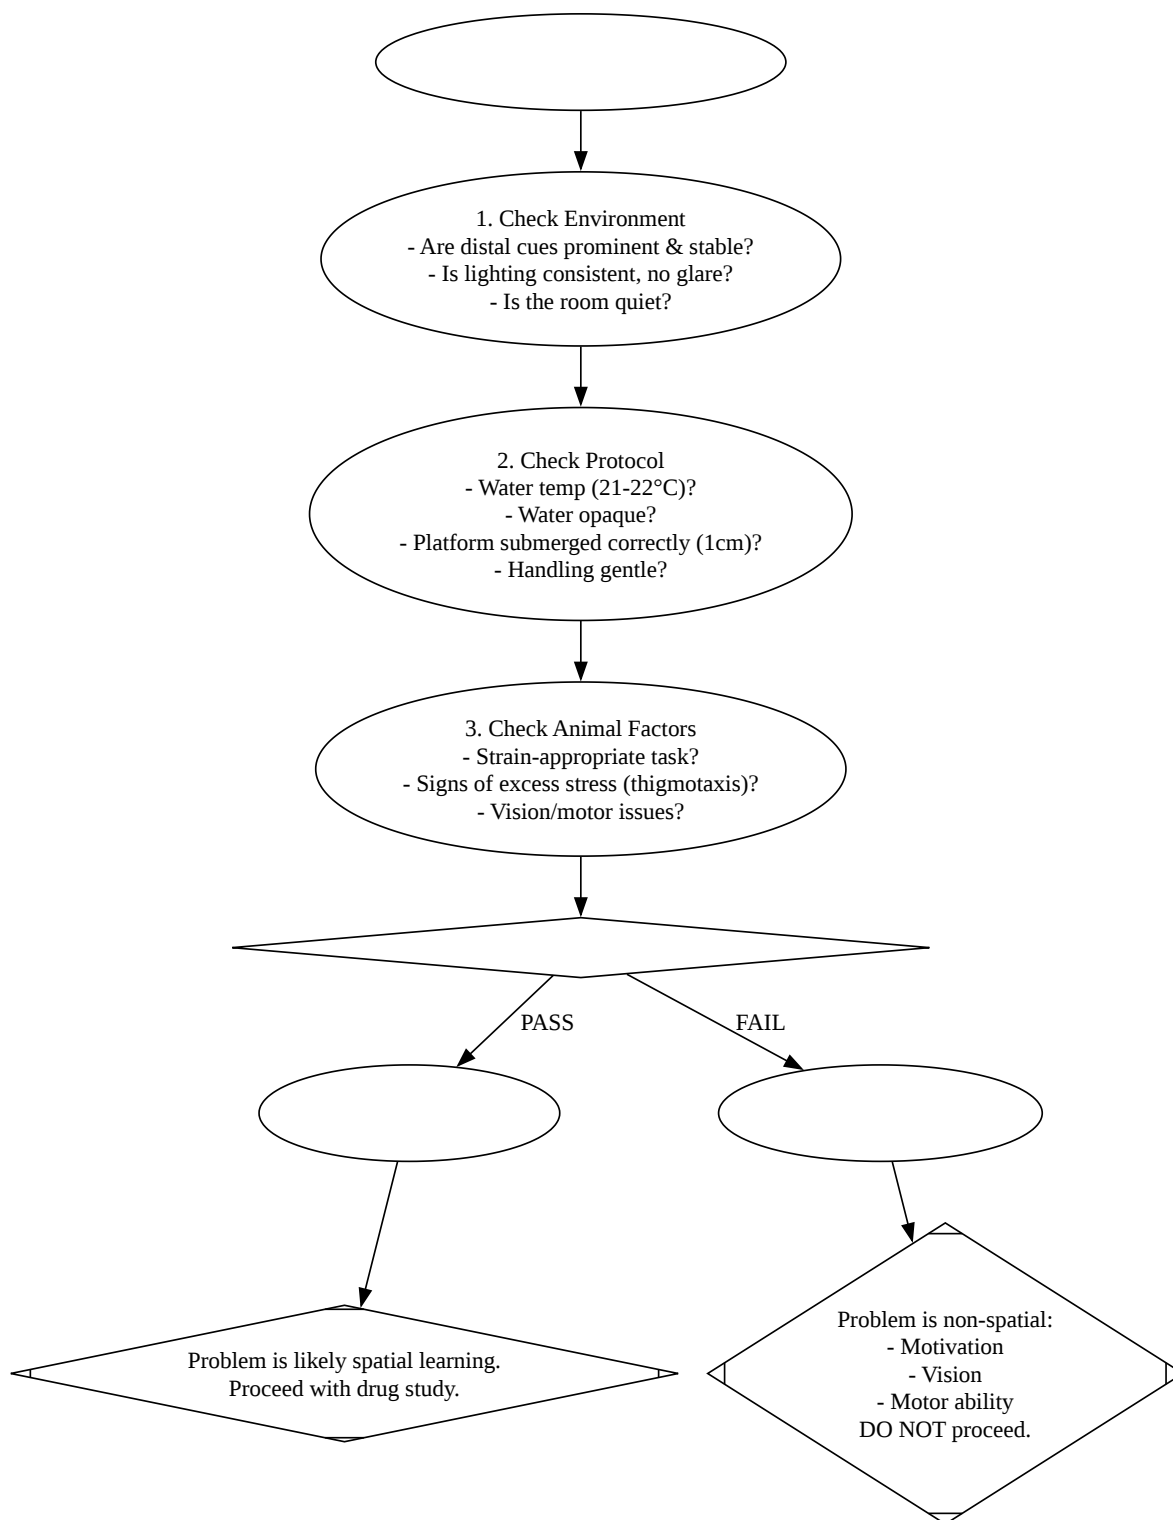 1. Check Environment
- Are distal cues prominent & stable?
- Is lighting consistent, no glare?
- Is the room quiet?
2. Check Protocol
- Water temp (21-22°C)?
- Water opaque?
- Platform submerged correctly (1cm)?
- Handling gentle?
3. Check Animal Factors
- Strain-appropriate task?
- Signs of excess stress (thigmotaxis)?
- Vision/motor issues?
PASS
FAIL
Problem is likely spatial learning.
Proceed with drug study.
Problem is non-spatial:
- Motivation
- Vision
- Motor ability
DO NOT proceed.